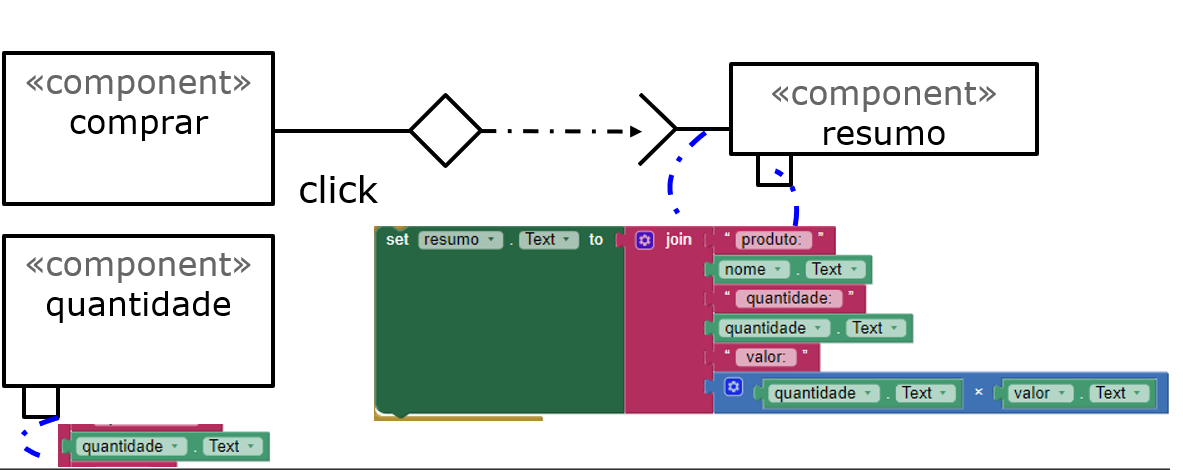 «component»
comprar
click
«component»
resumo
«component»
quantidade
quantidade . Text
set resumo . Text to join “ produto: ”
nome . Text
“ quantidade: ”
quantidade . Text
“ valor: ”
quantidade . Text × valor . Text